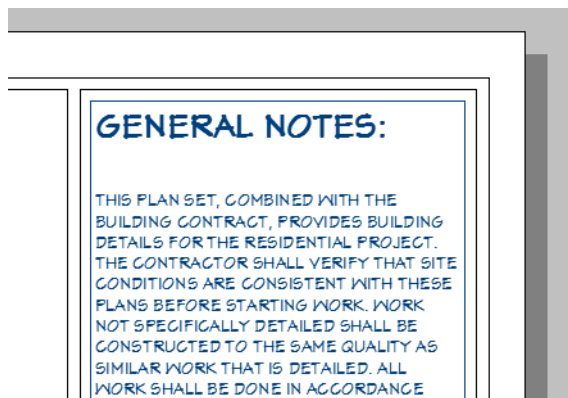 GENERAL NOTES:
THIS PLAN SET, COMBINED WITH THE
BUILDING CONTRACT, PROVIDES BUILDING
DETAILS FOR THE RESIDENTIAL PROJECT.
THE CONTRACTOR SHALL VERIFY THAT SITE
CONDITIONS ARE CONSISTENT WITH THESE
PLANS BEFORE STARTING WORK. WORK
NOT SPECIFICALLY DETAILED SHALL BE
CONSTRUCTED TO THE SAME QUALITY AS
SIMILAR WORK THAT IS DETAILED. ALL
WORK SHALL BE DONE IN ACCORDANCE